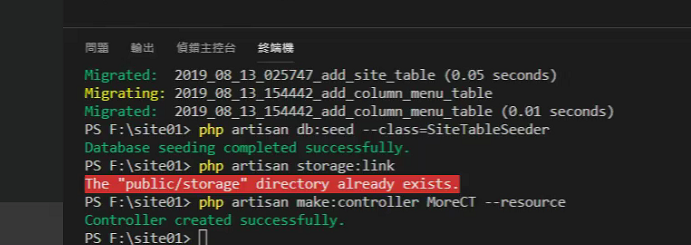 問題 輸出 偵錯主控台 終端機
Migrated: 2019_08_13_025747_add_site_table (0.05 seconds)
Migrating: 2019_08_13_154442_add_column_menu_table
Migrated: 2019_08_13_154442_add_column_menu_table (0.01 seconds)
PS F:\site01> php artisan db:seed --class=SiteTableSeeder
Database seeding completed successfully.
PS F:\site01> php artisan storage:link
The "public/storage" directory already exists.
PS F:\site01> php artisan make:controller MoreCT --resource
Controller created successfully.
PS F:\site01>